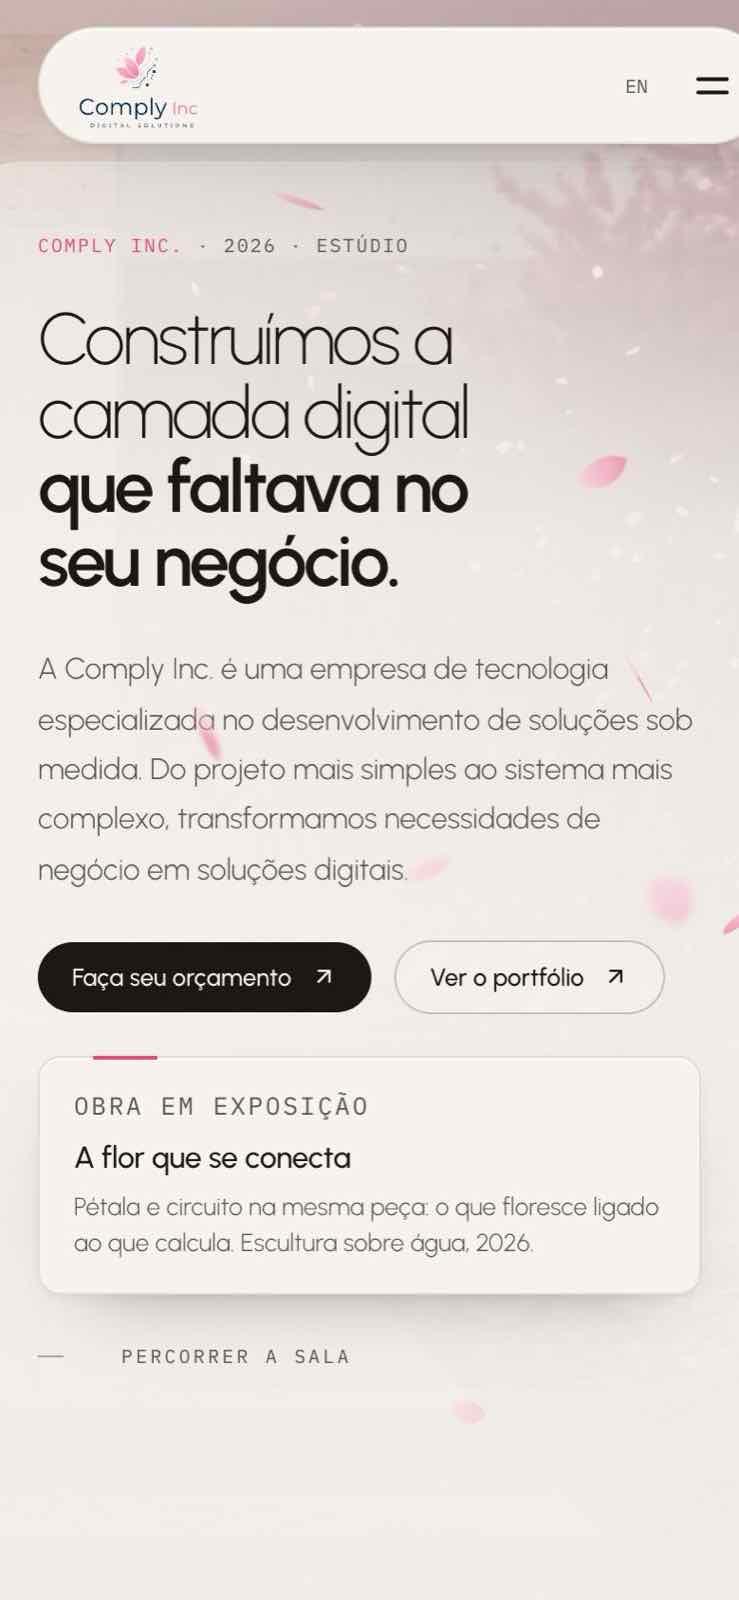 Comply Inc
DIGITAL SOLUTIONS
EN
COMPLY INC. · 2026 · ESTÚDIO
Construímos a
camada digital
que faltava no
seu negócio.
A Comply Inc. é uma empresa de tecnologia
especializada no desenvolvimento de soluções sob
medida. Do projeto mais simples ao sistema mais
complexo, transformamos necessidades de
negócio em soluções digitais.
Faça seu orçamento
Ver o portfólio
OBRA EM EXPOSIÇÃO
A flor que se conecta
Pétala e circuito na mesma peça: o que floresce ligado
ao que calcula. Escultura sobre água, 2026.
— PERCORRER A SALA